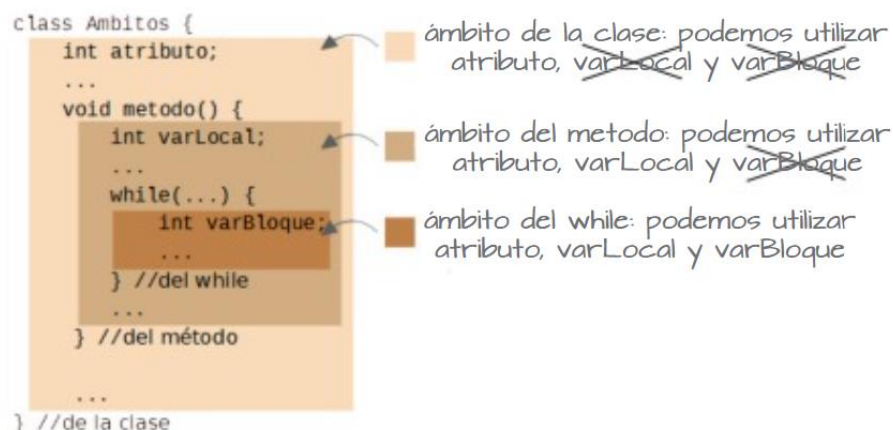 class Ambitos {
int atributo;
...
void metodo() {
int varLocal;
...
while(...) {
int varBloque;
...
} //del while
...
} //del método
...
} //de la clase
ámbito de la clase: podemos utilizar
atributo, varLocal y varBloque
ámbito del metodo: podemos utilizar
atributo, varLocal y varBloque
ámbito del while: podemos utilizar
atributo, varLocal y varBloque